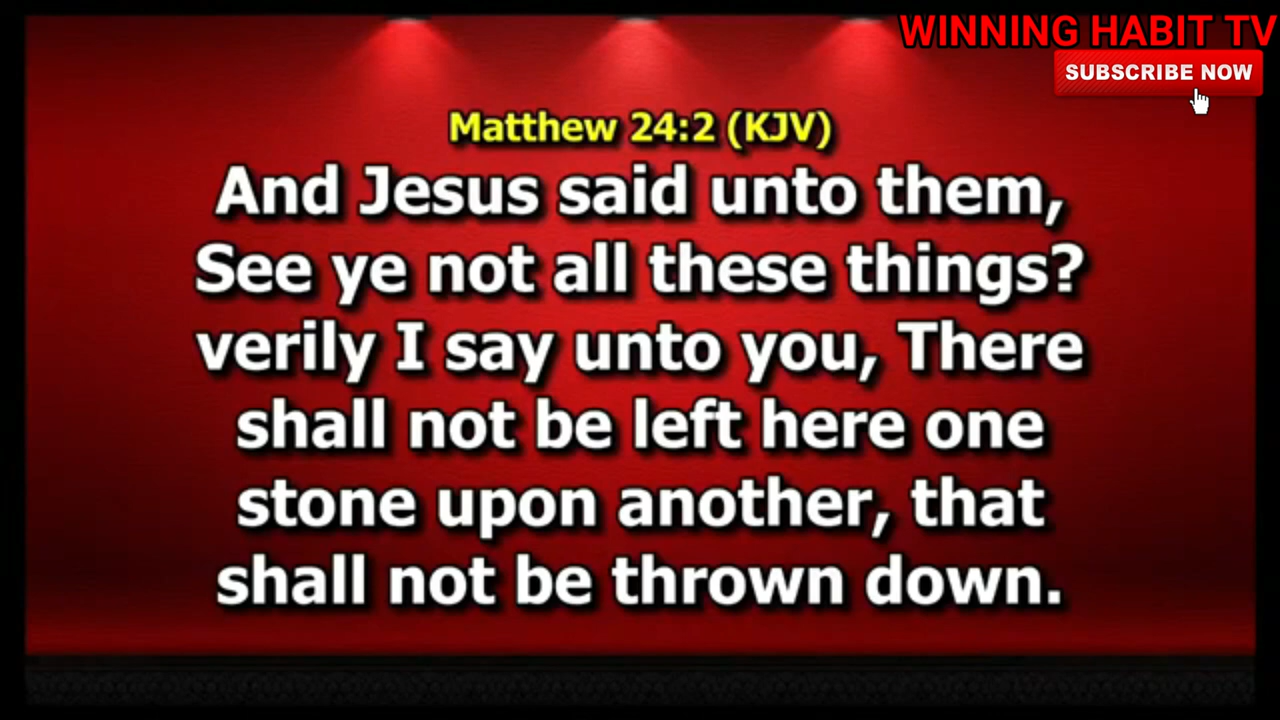 WINNING HABIT TV
SUBSCRIBE NOW
Matthew 24:2 (KJV)
And Jesus said unto them,
See ye not all these things?
verily I say unto you, There
shall not be left here one
stone upon another, that
shall not be thrown down.